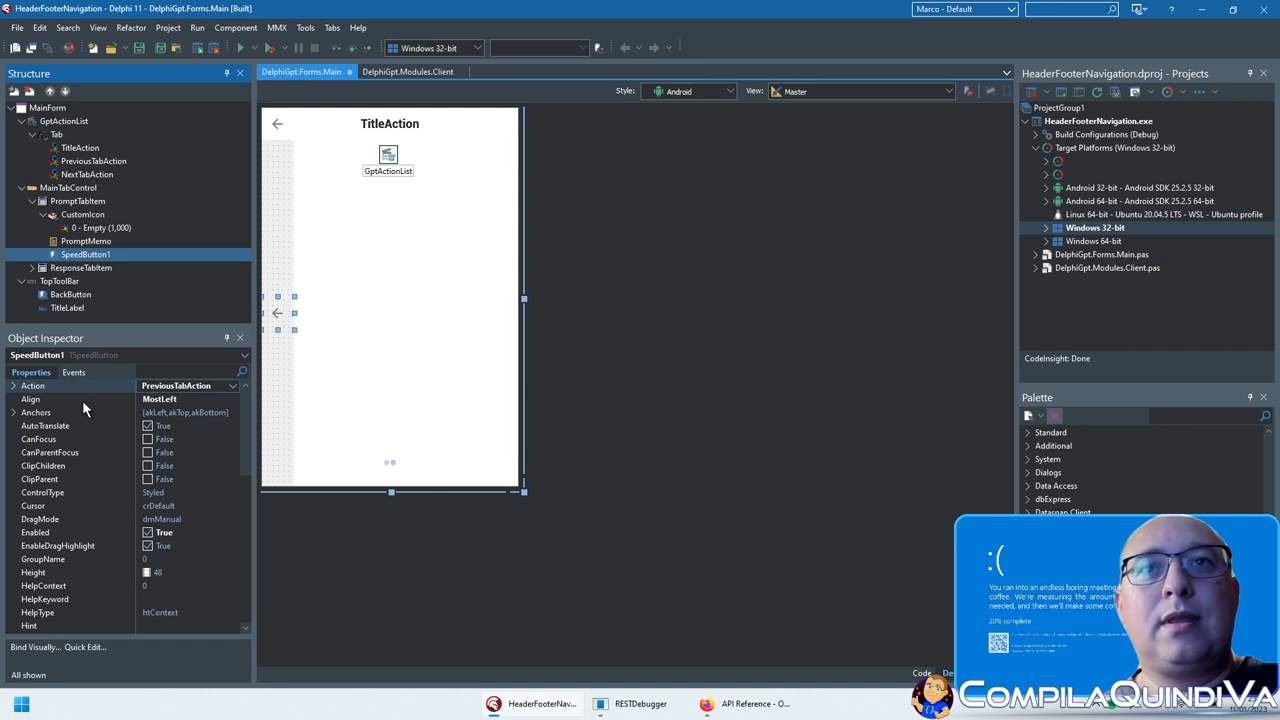 HeaderFooterNavigation - Delphi 11 - DelphiGpt.Forms.Main [Built]
Marco - Default
File Edit Search View Refactor Project Run Component MMX Tools Tabs Help
Windows 32-bit
Structure
MainForm
GptActionList
Tab
TitleAction
PreviousTabAction
NextTabAction
MainTabControl
PromptTabItem
CustomIcon
0 - Empty (1,000)
PromptMemo
SpeedButton1
ResponseTabItem
TopToolBar
BackButton
TitleLabel
Object Inspector
SpeedButton1 TSpeedButton
Properties Events
Action PreviousTabAction
Align MostLeft
Anchors [akLeft,akTop,akBottom]
AutoTranslate True
CanFocus False
CanParentFocus False
ClipChildren False
ClipParent False
ControlType Styled
Cursor crDefault
DragMode dmManual
Enabled True
EnableDragHighlight True
GroupName 0
Height 48
HelpContext 0
HelpKeyword
HelpType htContext
Hint
Bind Visually... Quick Edit...
All shown
DelphiGpt.Forms.Main DelphiGpt.Modules.Client
Style: Android View: Master
TitleAction
GptActionList
Code
HeaderFooterNavigation.dproj - Projects
ProjectGroup1
HeaderFooterNavigation.exe
Build Configurations (Debug)
Target Platforms (Windows 32-bit)
Android 32-bit - Android SDK 25.2.5 32-bit
Android 64-bit - Android SDK 25.2.5 64-bit
Linux 64-bit - Ubuntu 20.04.5 LTS - WSL - Ubuntu profile
Windows 32-bit
Windows 64-bit
DelphiGpt.Forms.Main.pas
DelphiGpt.Modules.Client.pas
CodeInsight: Done
Palette
Standard
Additional
System
Dialogs
Data Access
dbExpress
Datasnap Client
:(
You ran into an endless boring meeting
coffee. We're measuring the amount
needed, and then we'll make some
20% complete
COMPILAQUINDIVA
HeaderFooterNav... RESTDebugger API Reference - O...
11/01/2023